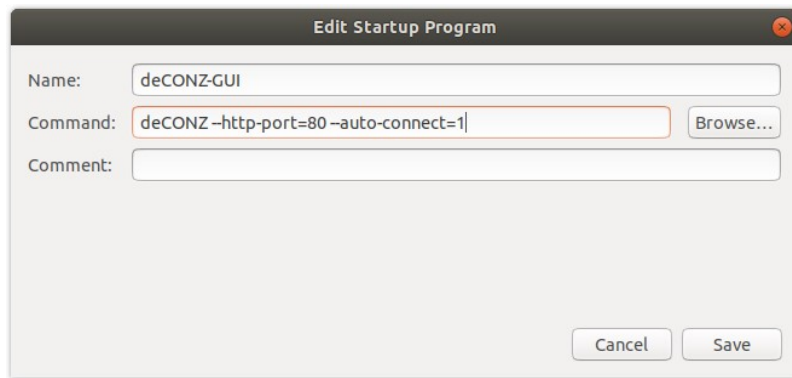 Edit Startup Program
Name: deCONZ-GUI
Command: deCONZ --http-port=80 --auto-connect=1 Browse...
Comment:
Cancel Save